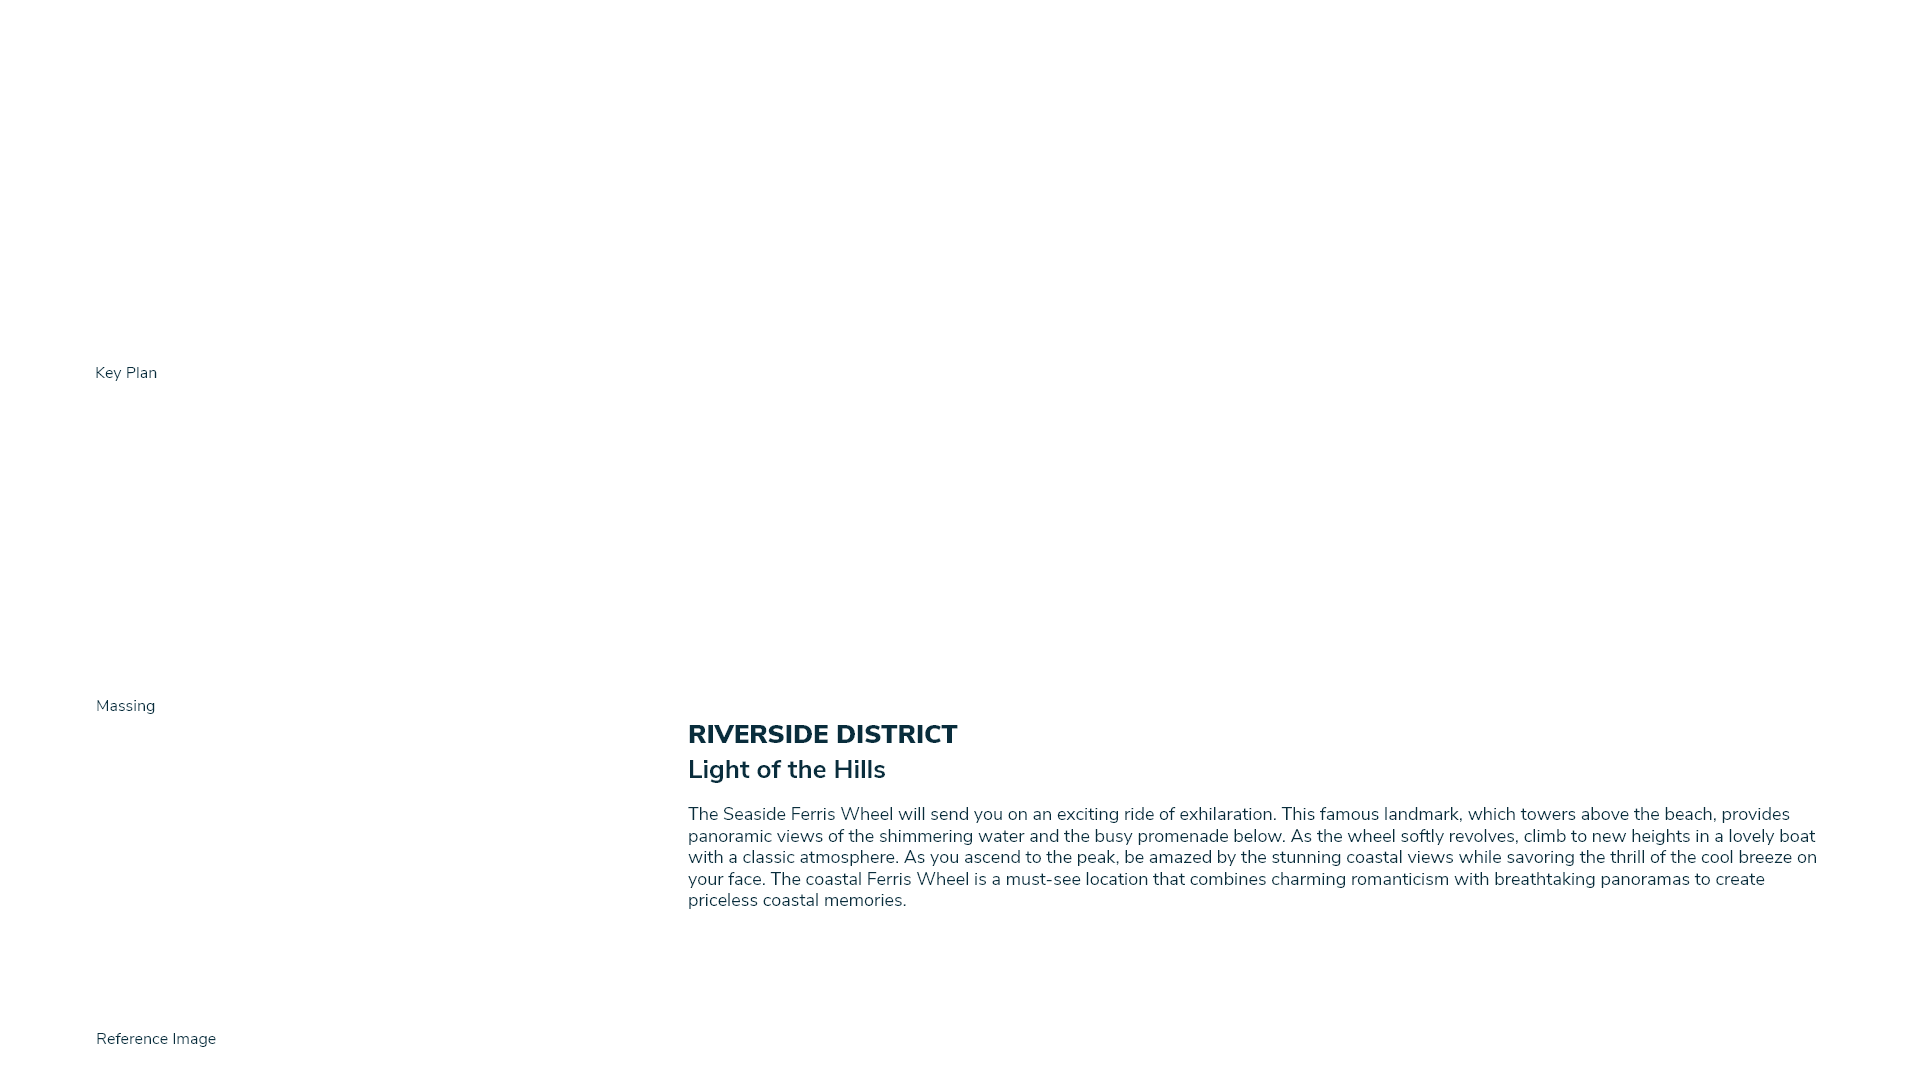 Key Plan
Massing
RIVERSIDE DISTRICT
Light of the Hills
The Seaside Ferris Wheel will send you on an exciting ride of exhilaration. This famous landmark, which towers above the beach, provides
panoramic views of the shimmering water and the busy promenade below. As the wheel softly revolves, climb to new heights in a lovely boat
with a classic atmosphere. As you ascend to the peak, be amazed by the stunning coastal views while savoring the thrill of the cool breeze on
your face. The coastal Ferris Wheel is a must-see location that combines charming romanticism with breathtaking panoramas to create
priceless coastal memories.
Reference Image